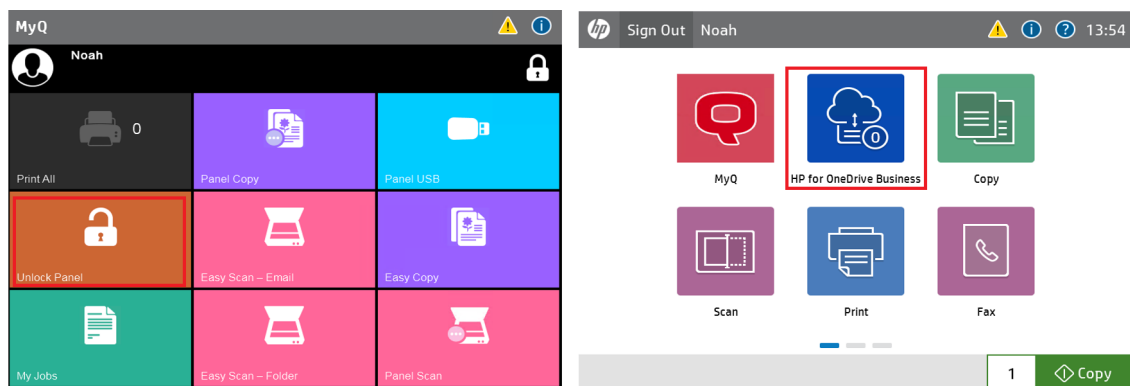 MyQ
Noah
0
Print All
Panel Copy
Panel USB
Unlock Panel
Easy Scan – Email
Easy Copy
My Jobs
Easy Scan – Folder
Panel Scan
hp Sign Out Noah 13:54
MyQ
HP for OneDrive Business
Copy
Scan
Print
Fax
1
Copy